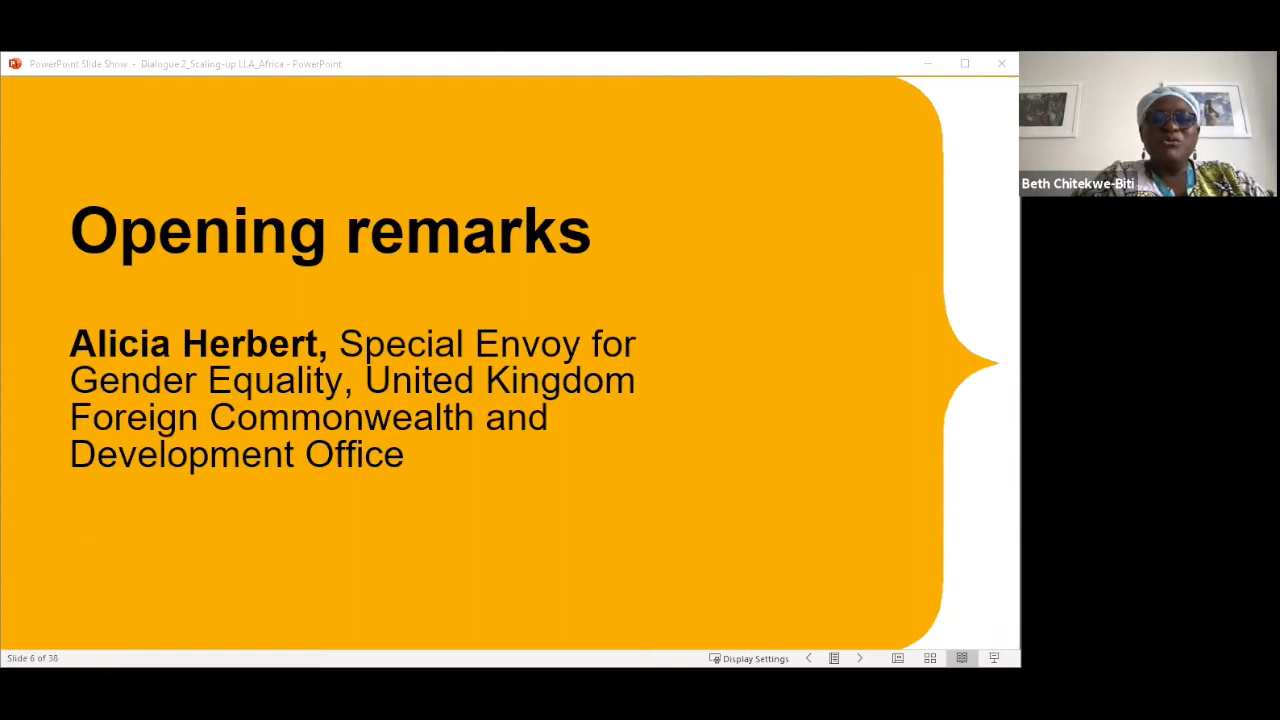 PowerPoint Slide Show - Dialogue 2_Scaling-up LLA_Africa - PowerPoint
Opening remarks
Alicia Herbert, Special Envoy for
Gender Equality, United Kingdom
Foreign Commonwealth and
Development Office
Beth Chitekwe-Biti
Slide 6 of 38
Display Settings